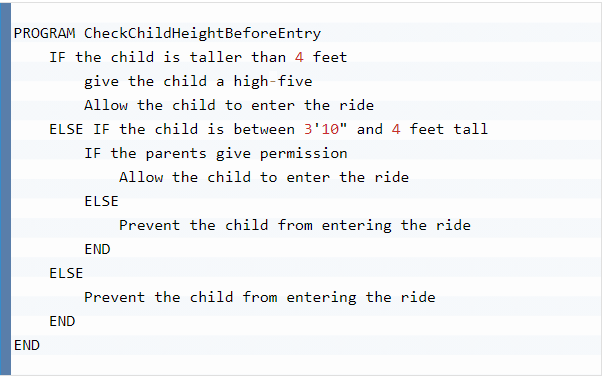 PROGRAM CheckChildHeightBeforeEntry
IF the child is taller than 4 feet
give the child a high-five
Allow the child to enter the ride
ELSE IF the child is between 3'10" and 4 feet tall
IF the parents give permission
Allow the child to enter the ride
ELSE
Prevent the child from entering the ride
END
ELSE
Prevent the child from entering the ride
END
END